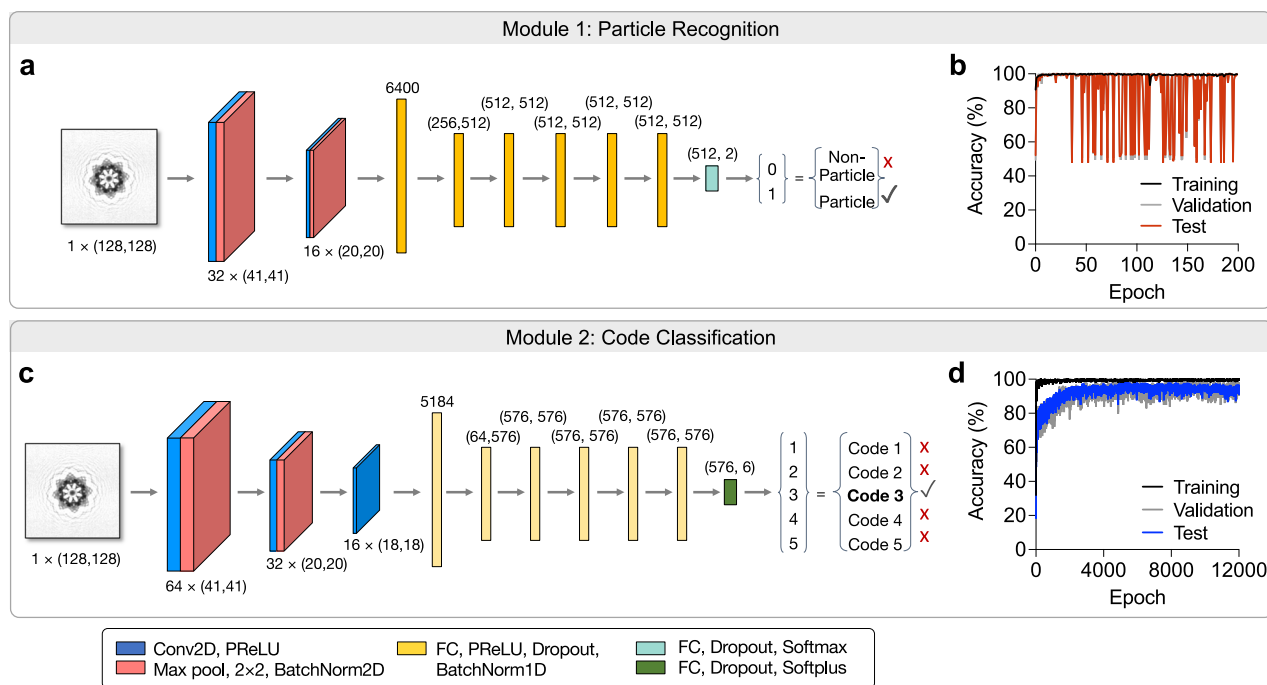 Module 1: Particle Recognition
a
1 × (128,128)
32 × (41,41)
16 × (20,20)
6400
(256,512)
(512, 512)
(512, 512)
(512, 512)
(512, 512)
(512, 2)
0
1
=
Non-
Particle
x
Particle
✓
b
Accuracy (%)
100
80
60
40
20
0
Training
Validation
Test
0 50 100 150 200
Epoch
Module 2: Code Classification
c
1 × (128,128)
64 × (41,41)
32 × (20,20)
16 × (18,18)
5184
(64,576)
(576, 576)
(576, 576)
(576, 576)
(576, 576)
(576, 6)
1
2
3
4
5
=
Code 1 x
Code 2 x
Code 3 ✓
Code 4 x
Code 5 x
d
Accuracy (%)
100
80
60
40
20
0
Training
Validation
Test
0 4000 8000 12000
Epoch
Conv2D, PReLU
Max pool, 2×2, BatchNorm2D
FC, PReLU, Dropout,
BatchNorm1D
FC, Dropout, Softmax
FC, Dropout, Softplus